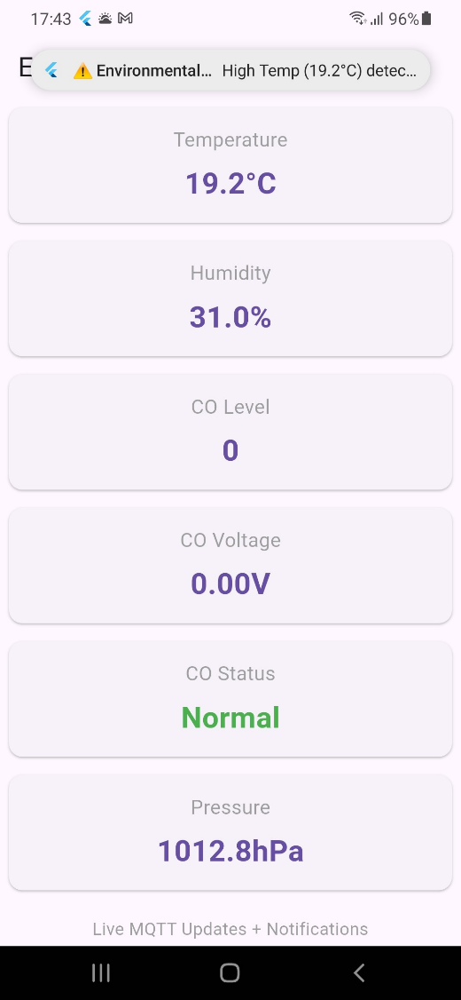 17:43 96%
E
Environmental... High Temp (19.2°C) detec...
Temperature
19.2°C
Humidity
31.0%
CO Level
0
CO Voltage
0.00V
CO Status
Normal
Pressure
1012.8hPa
Live MQTT Updates + Notifications